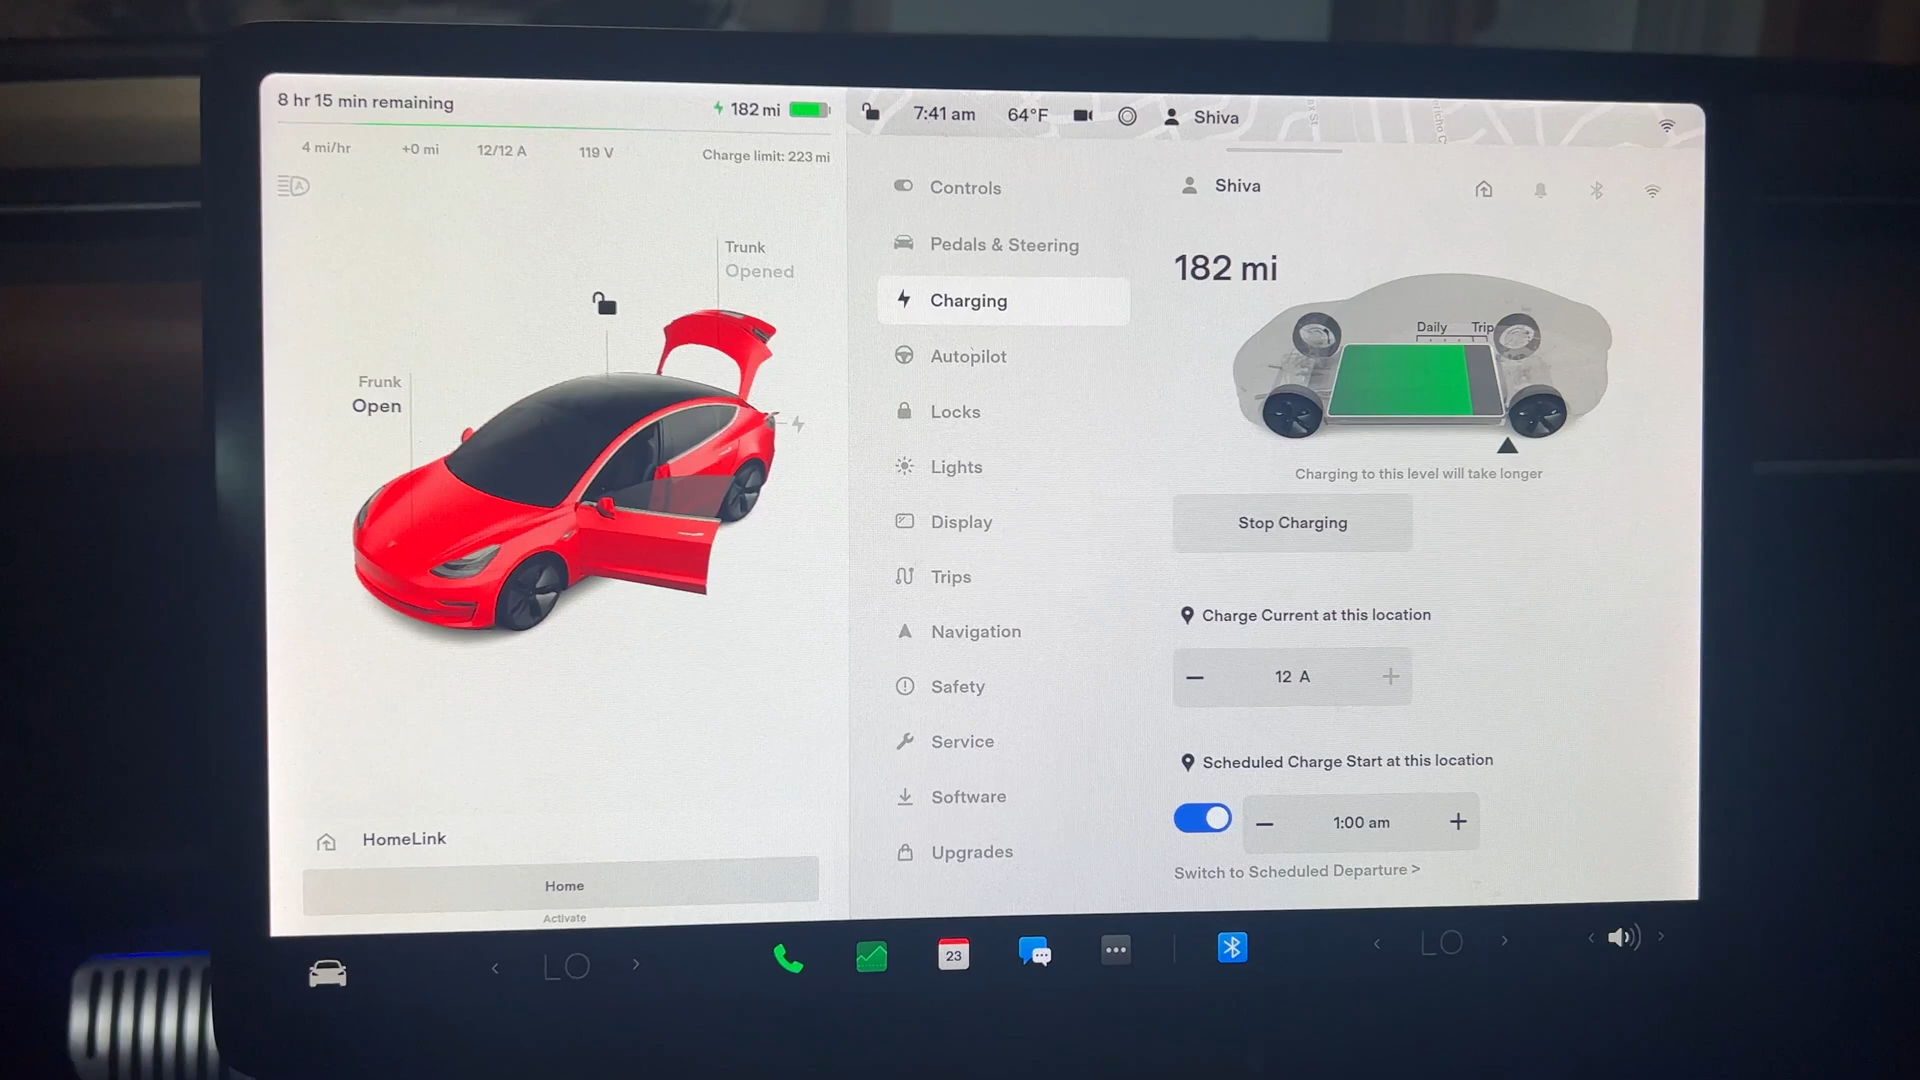 8 hr 15 min remaining
182 mi
4 mi/hr
+0 mi
12/12 A
119 V
Charge limit: 223 mi
A
Trunk
Opened
Frunk
Open
HomeLink
Home
Activate
7:41 am
64°F
Shiva
Controls
Pedals & Steering
Charging
Autopilot
Locks
Lights
Display
Trips
Navigation
Safety
Service
Software
Upgrades
Shiva
182 mi
Daily
Trip
Charging to this level will take longer
Stop Charging
Charge Current at this location
12 A
Scheduled Charge Start at this location
1:00 am
Switch to Scheduled Departure >
LO
23
LO